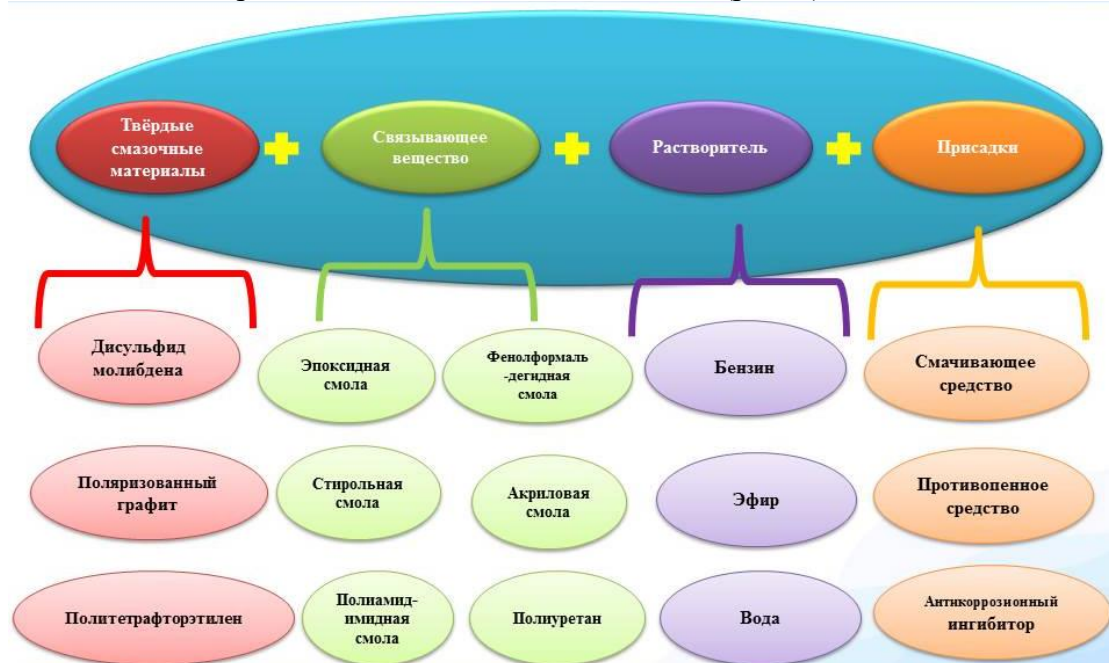 Твёрдые
смазочные
материалы
Связывающее
вещество
Растворитель
Присадки
Дисульфид
молибдена
Эпоксидная
смола
Фенолформаль
-дегидная
смола
Бензин
Смачивающее
средство
Поляризованный
графит
Стирольная
смола
Акриловая
смола
Эфир
Противопенное
средство
Политетрафторэтилен
Полиамид-
имидная
смола
Полиуретан
Вода
Антикоррозионный
ингибитор